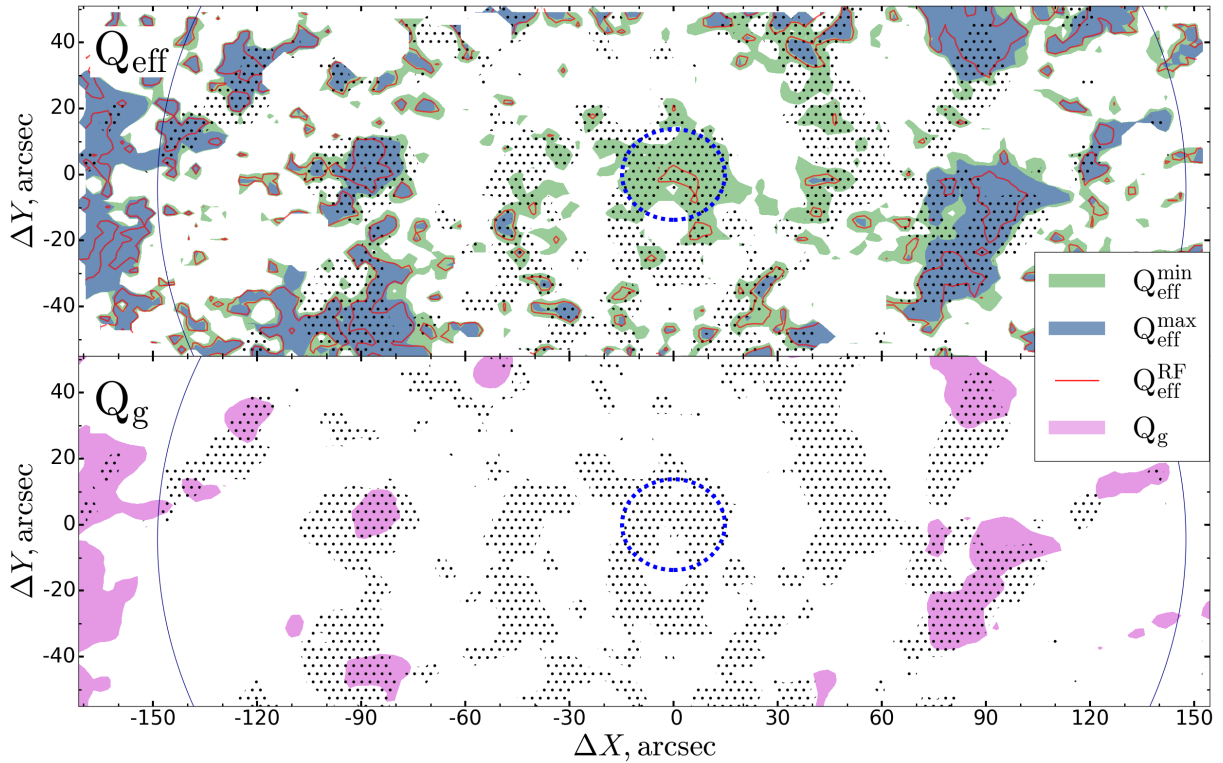 40
20
0
-20
-40
ΔY, arcsec
Q_eff
Q_eff^min
Q_eff^max
Q_eff^RF
Q_g
40
20
0
-20
-40
ΔY, arcsec
Q_g
-150 -120 -90 -60 -30 0 30 60 90 120 150
ΔX, arcsec